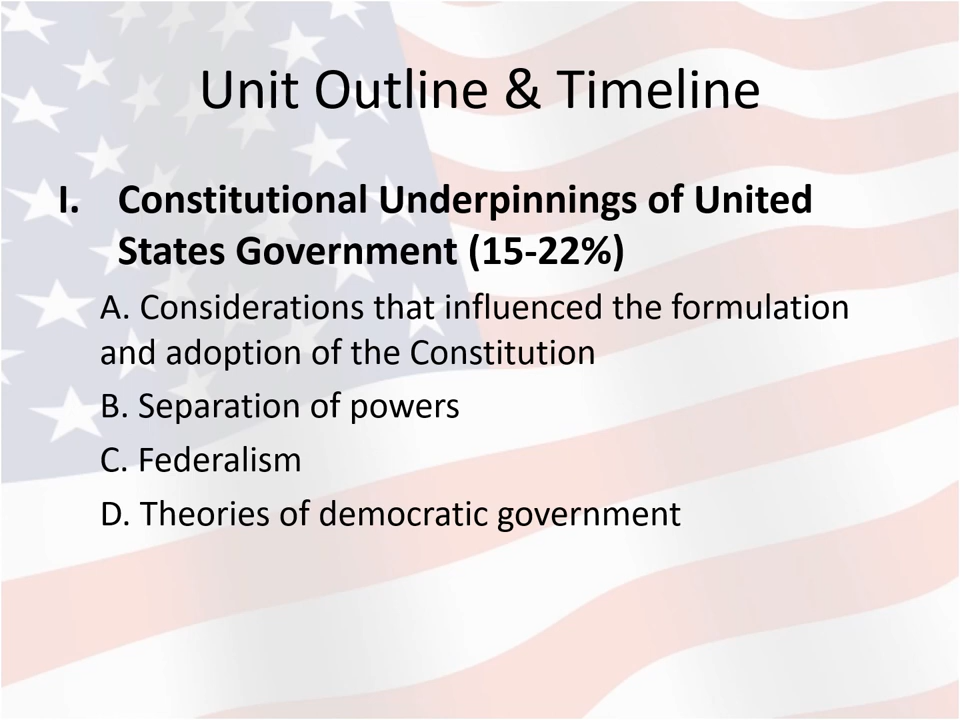 Unit Outline & Timeline
I. Constitutional Underpinnings of United
States Government (15-22%)
A. Considerations that influenced the formulation
and adoption of the Constitution
B. Separation of powers
C. Federalism
D. Theories of democratic government